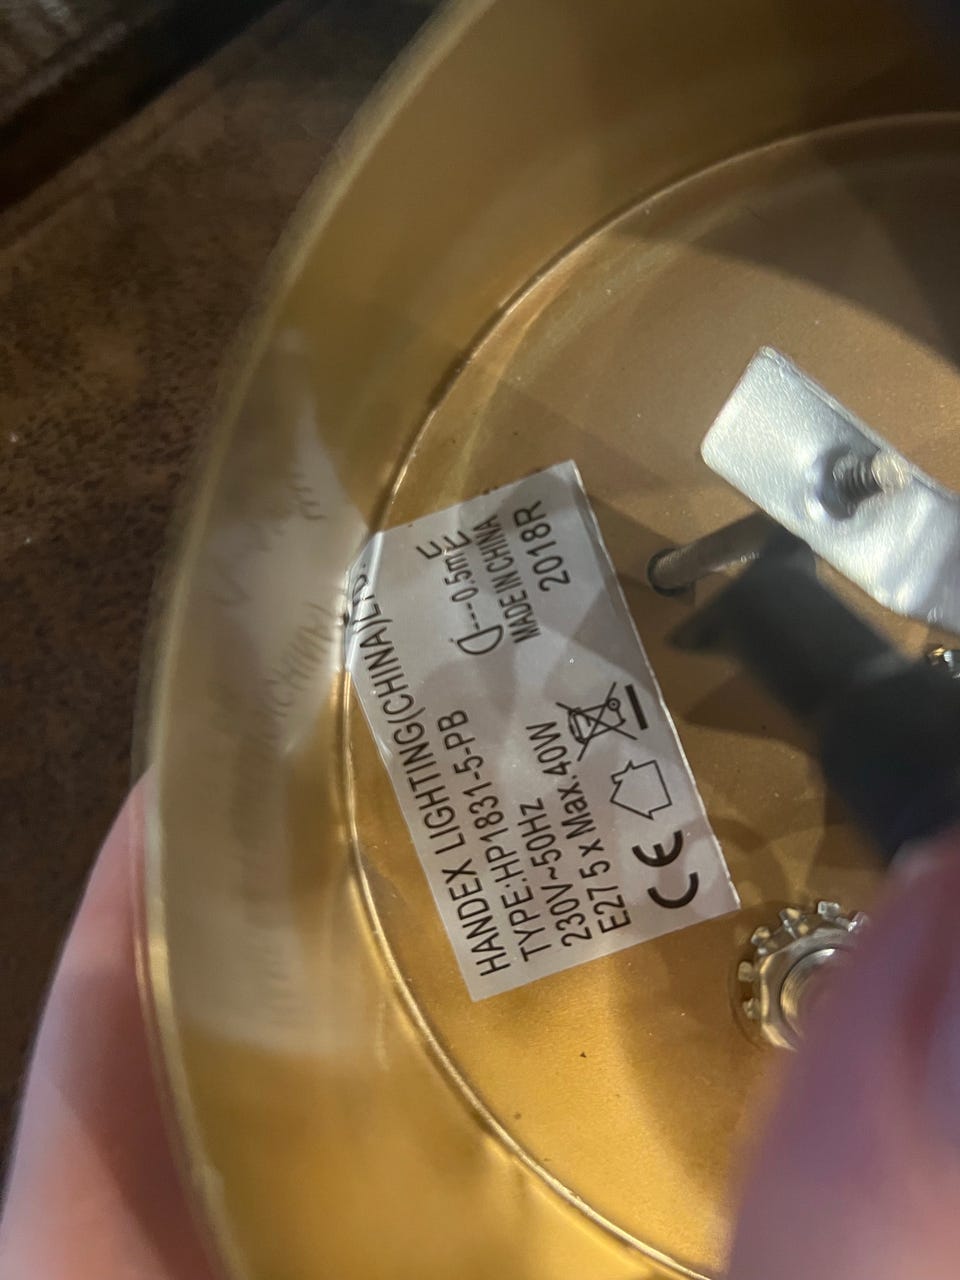 HANDEX LIGHTING(CHINA)LTD.
TYPE:HP1831-5-PB
230V~50Hz
E27 5 x Max.40W
CE
---0.5m
MADE IN CHINA
2018R